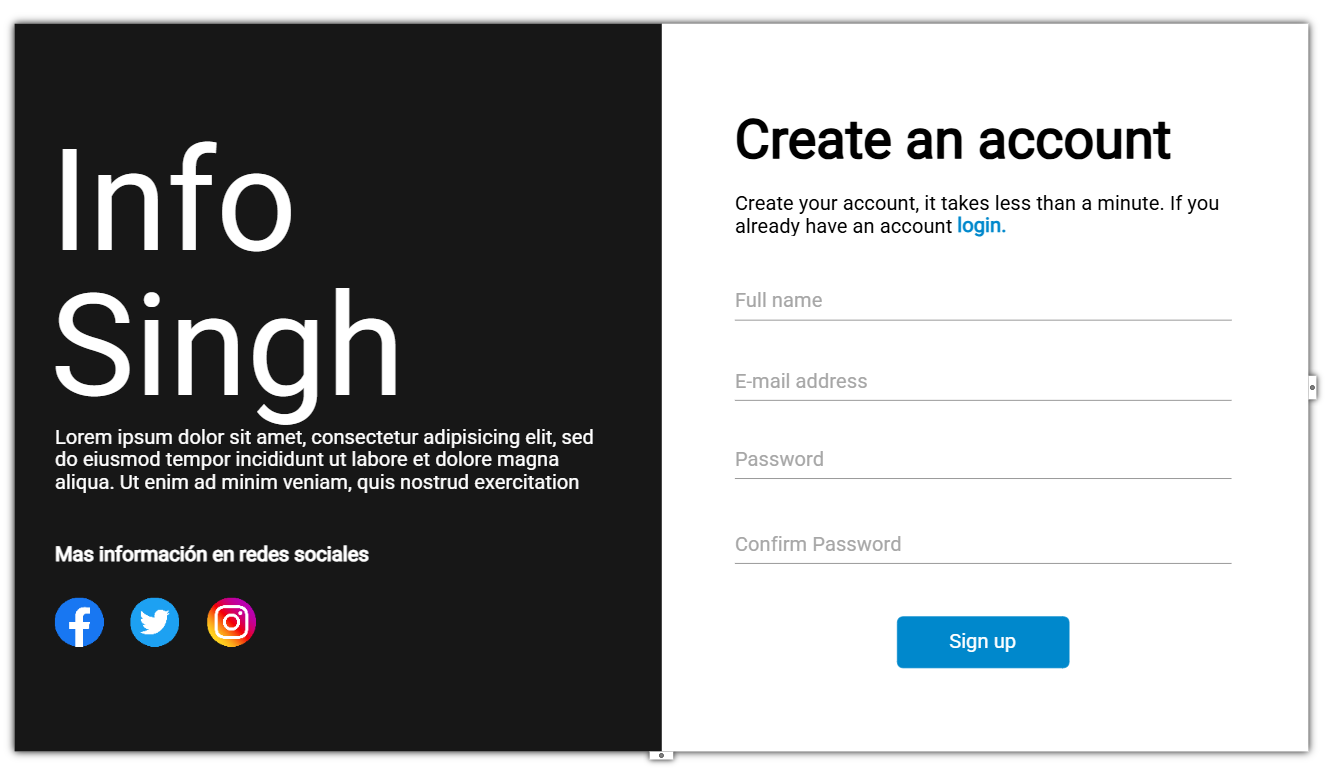 Info
Singh
Lorem ipsum dolor sit amet, consectetur adipisicing elit, sed
do eiusmod tempor incididunt ut labore et dolore magna
aliqua. Ut enim ad minim veniam, quis nostrud exercitation
Mas información en redes sociales
Create an account
Create your account, it takes less than a minute. If you
already have an account login.
Full name
E-mail address
Password
Confirm Password
Sign up